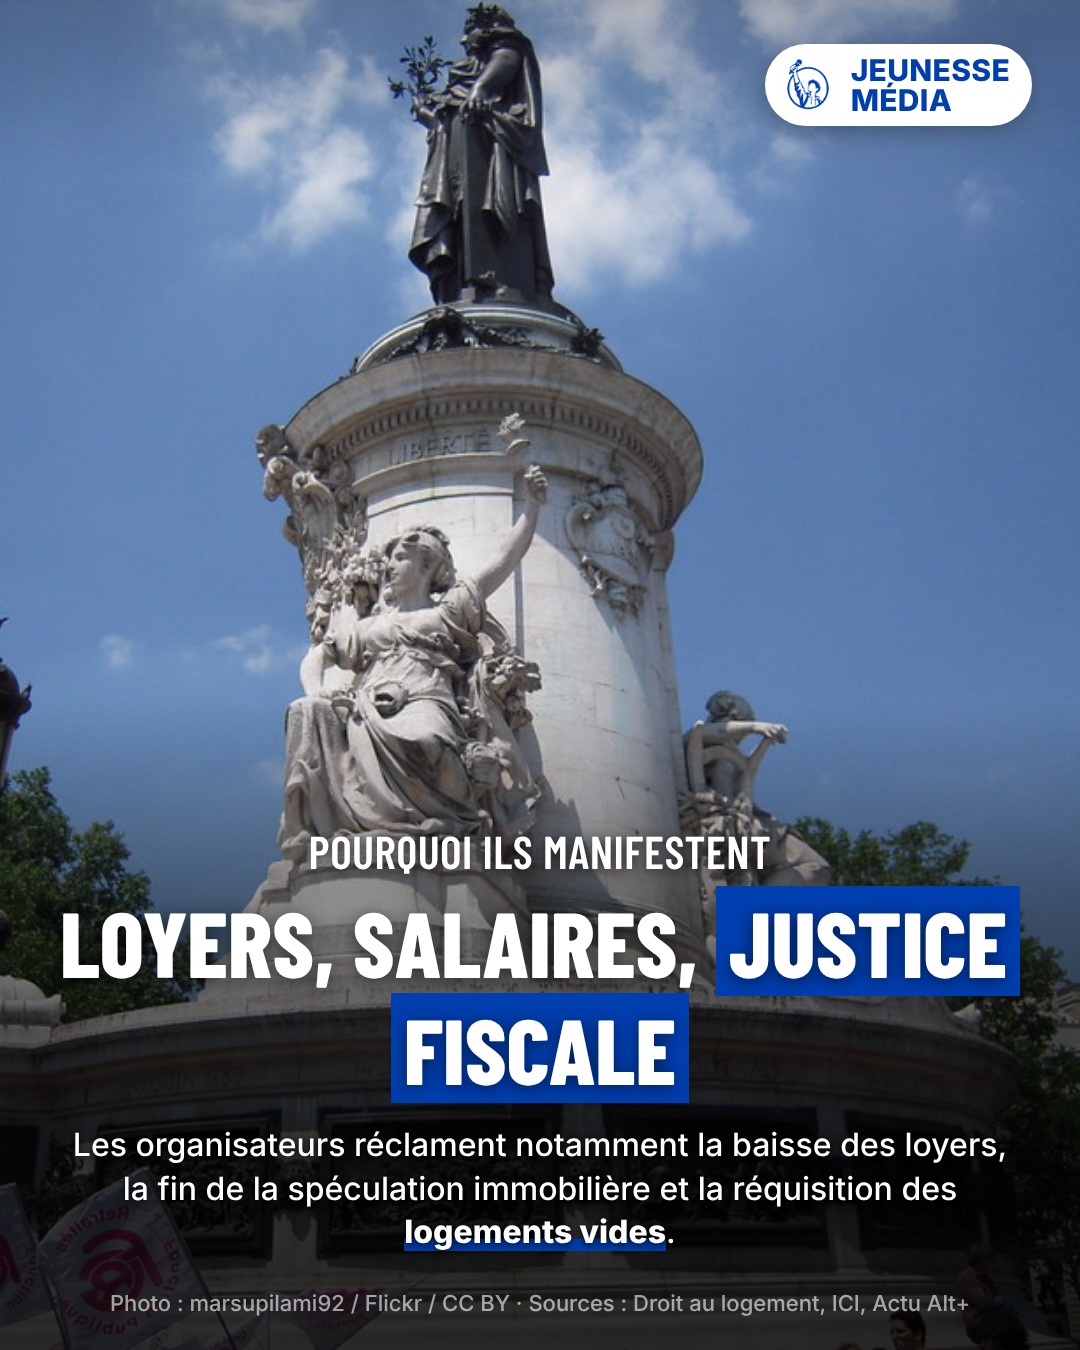 JEUNESSE
MÉDIA
LIBERTÉ
POURQUOI ILS MANIFESTENT
LOYERS, SALAIRES, JUSTICE
FISCALE
Les organisateurs réclament notamment la baisse des loyers,
la fin de la spéculation immobilière et la réquisition des
logements vides.
Retraités
Photo : marsupilami92 / Flickr / CC BY · Sources : Droit au logement, ICI, Actu Alt+